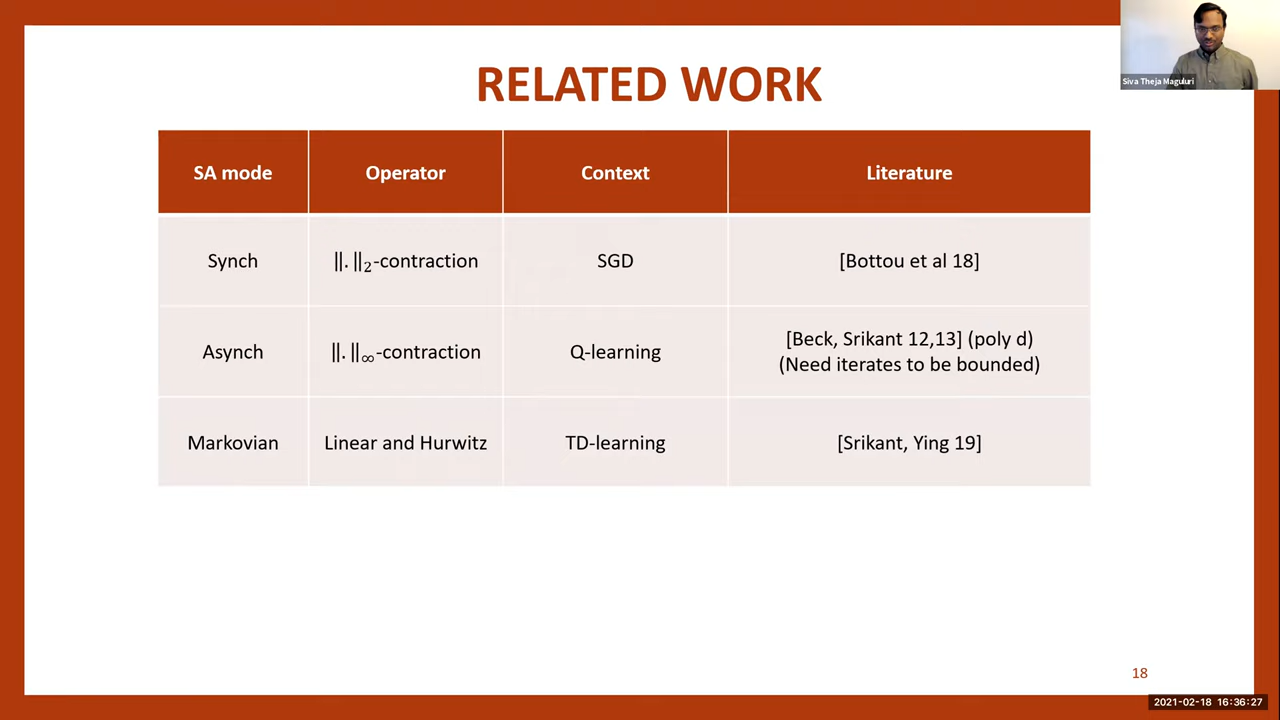 Siva Theja Maguluri
RELATED WORK
SA mode Operator Context Literature
Synch ‖.‖₂-contraction SGD [Bottou et al 18]
Asynch ‖.‖∞-contraction Q-learning [Beck, Srikant 12,13] (poly d)
(Need iterates to be bounded)
Markovian Linear and Hurwitz TD-learning [Srikant, Ying 19]
18
2021-02-18 16:36:27